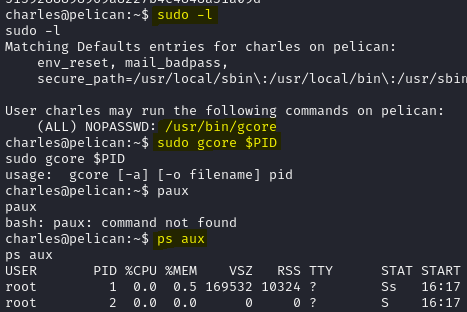 charles@pelican:~$ sudo -l
sudo -l
Matching Defaults entries for charles on pelican:
    env_reset, mail_badpass,
    secure_path=/usr/local/sbin\:/usr/local/bin\:/usr/sbin

User charles may run the following commands on pelican:
    (ALL) NOPASSWD: /usr/bin/gcore
charles@pelican:~$ sudo gcore $PID
sudo gcore $PID
usage:  gcore [-a] [-o filename] pid
charles@pelican:~$ paux
paux
bash: paux: command not found
charles@pelican:~$ ps aux
ps aux
USER       PID %CPU %MEM    VSZ   RSS TTY      STAT START
root         1  0.0  0.5 169532 10324 ?        Ss   16:17
root         2  0.0  0.0      0     0 ?        S    16:17